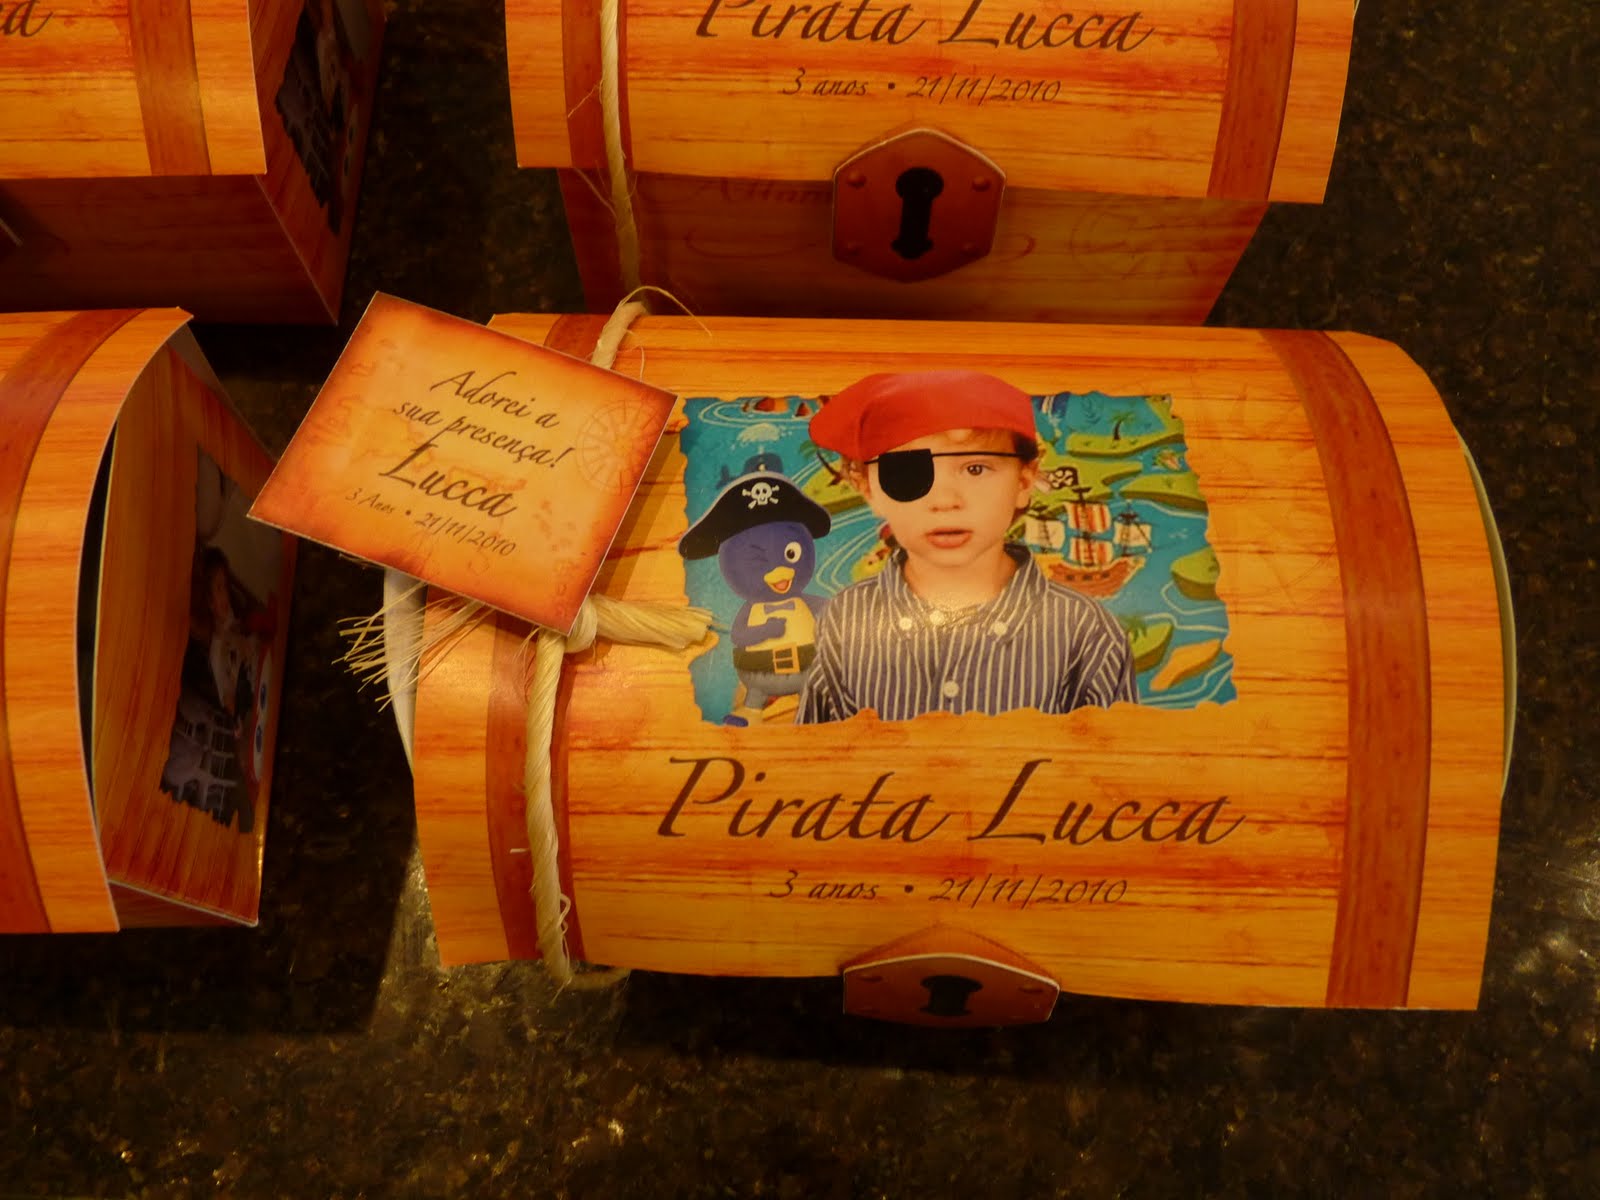 Pirata Lucca
3 anos • 21/11/2010
Adorei a
sua presença!
Lucca
3 Anos • 21/11/2010
Pirata Lucca
3 anos • 21/11/2010